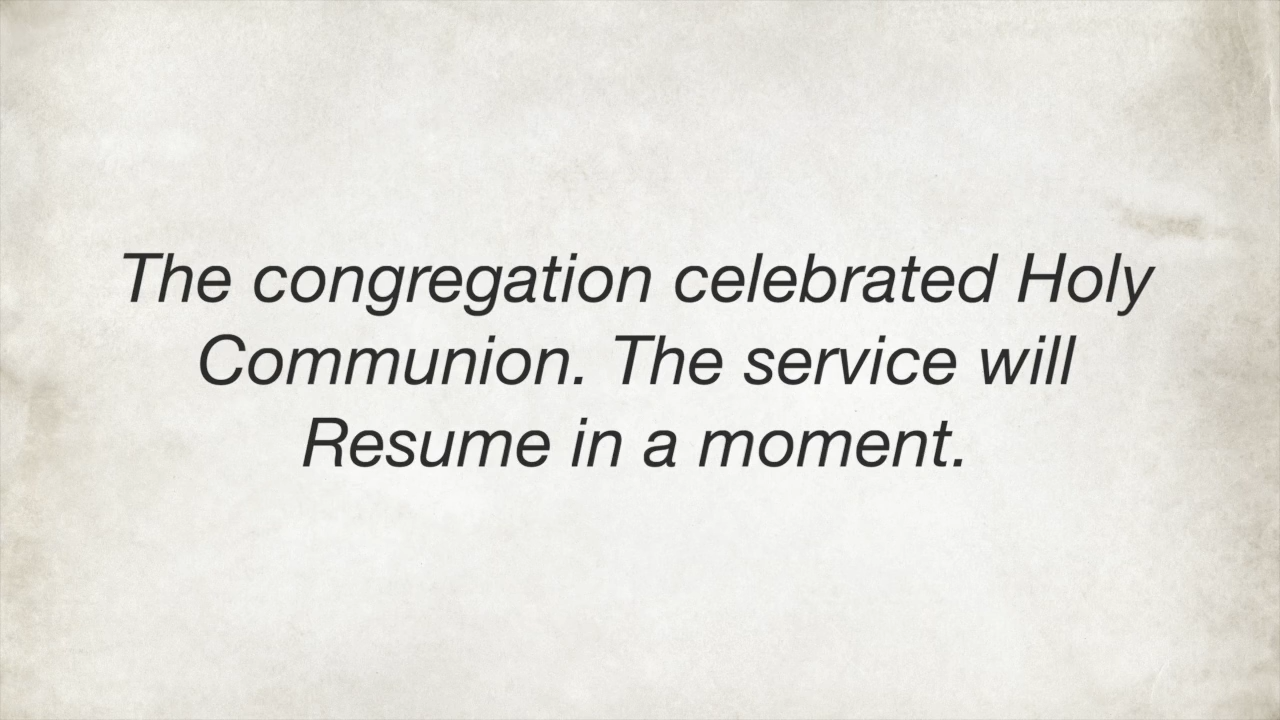 The congregation celebrated Holy
Communion. The service will
Resume in a moment.